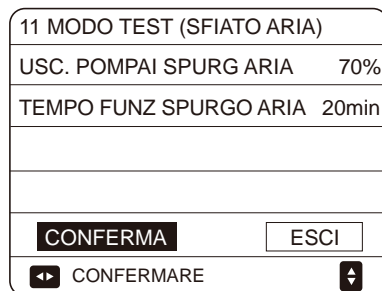 11 MODO TEST (SFIATO ARIA)
USC. POMPAI SPURG ARIA 70%
TEMPO FUNZ SPURGO ARIA 20min
CONFERMA ESCI
CONFERMARE